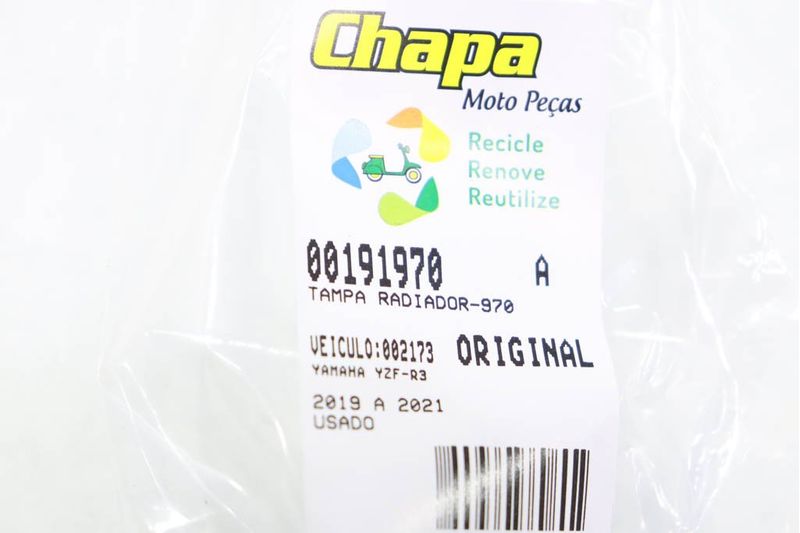 Chapa
Moto Peças
Recicle
Renove
Reutilize
00191970 A
TAMPA RADIADOR-970
VEICULO:002173 ORIGINAL
YAMAHA YZF-R3
2019 A 2021
USADO